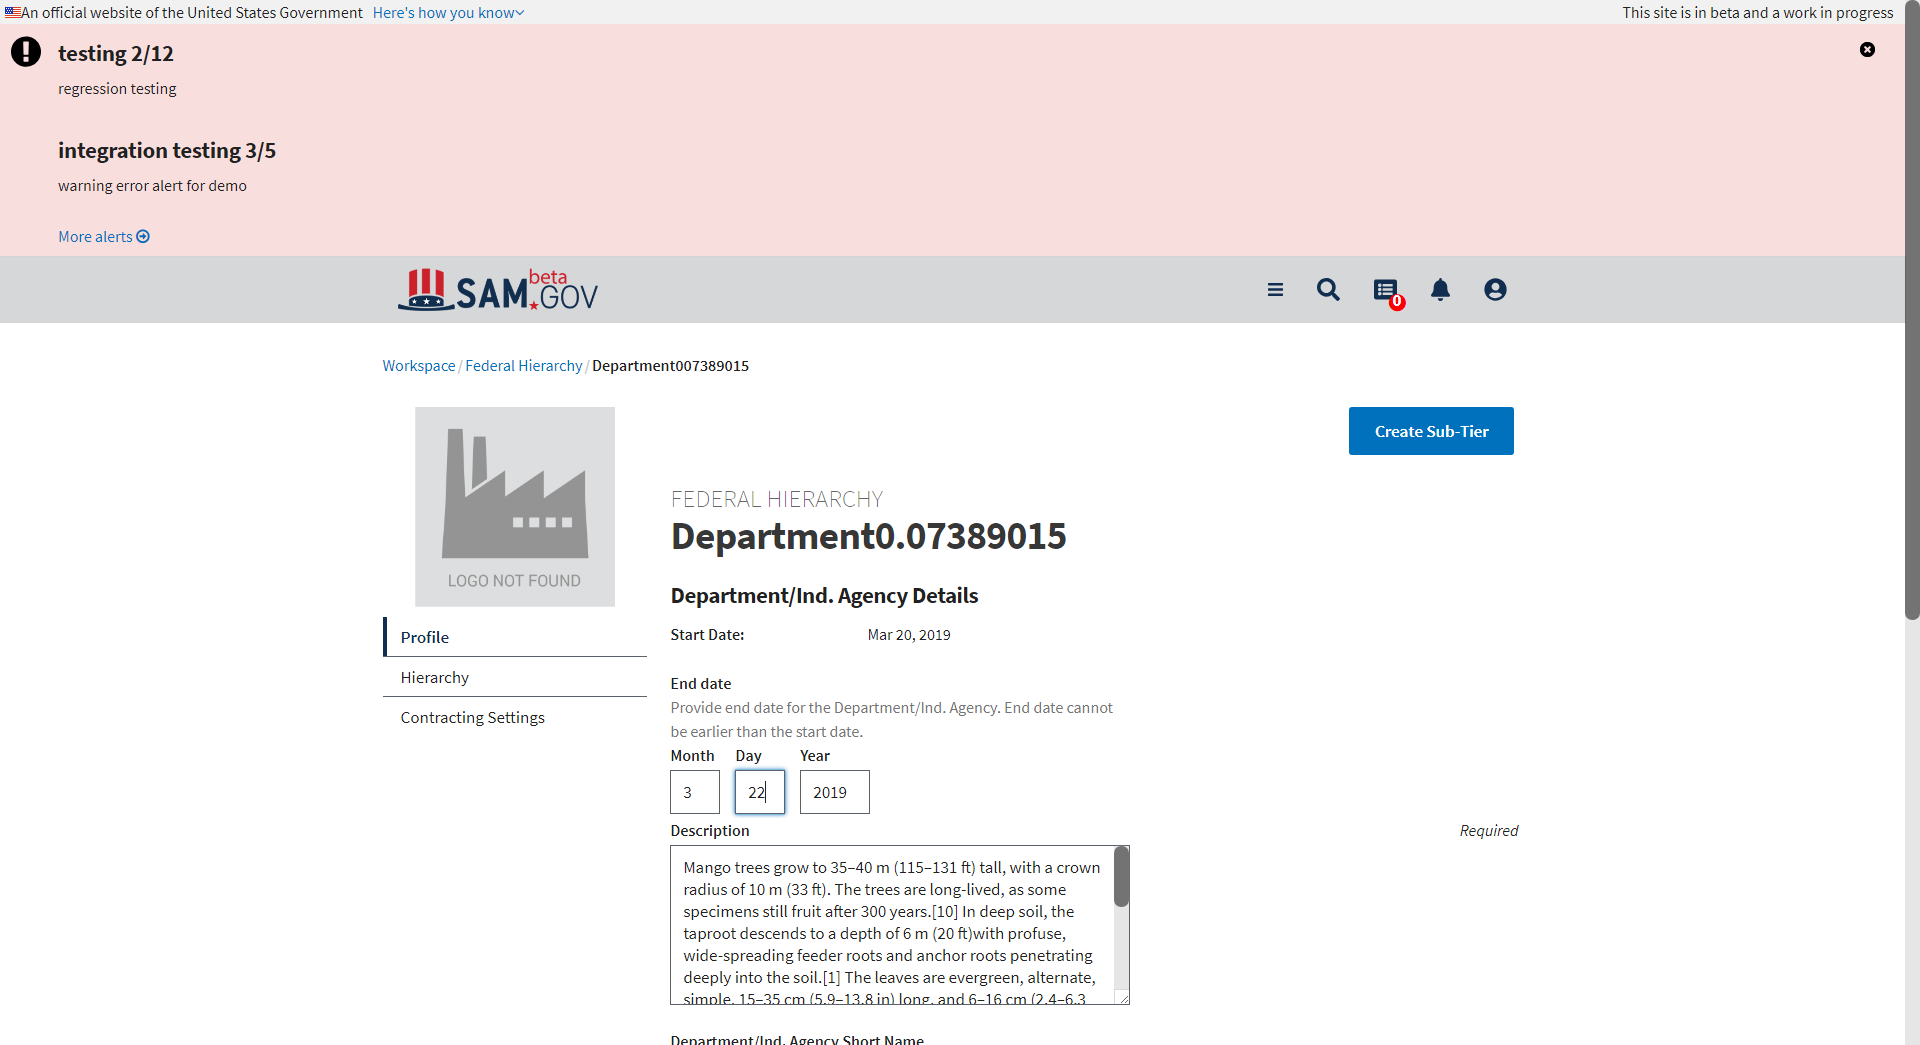 An official website of the United States Government Here's how you know
This site is in beta and a work in progress
testing 2/12
regression testing
integration testing 3/5
warning error alert for demo
More alerts
SAM.GOV beta
0
Workspace / Federal Hierarchy / Department007389015
LOGO NOT FOUND
Create Sub-Tier
FEDERAL HIERARCHY
Department0.07389015
Profile
Hierarchy
Contracting Settings
Department/Ind. Agency Details
Start Date: Mar 20, 2019
End date
Provide end date for the Department/Ind. Agency. End date cannot
be earlier than the start date.
Month Day Year
3 22 2019
Description Required
Mango trees grow to 35–40 m (115–131 ft) tall, with a crown
radius of 10 m (33 ft). The trees are long-lived, as some
specimens still fruit after 300 years.[10] In deep soil, the
taproot descends to a depth of 6 m (20 ft)with profuse,
wide-spreading feeder roots and anchor roots penetrating
deeply into the soil.[1] The leaves are evergreen, alternate,
simple, 15–35 cm (5.9–13.8 in) long, and 6–16 cm (2.4–6.3
Department/Ind. Agency Short Name